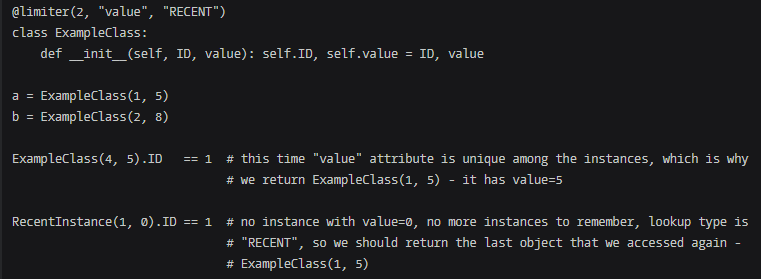 @limiter(2, "value", "RECENT")
class ExampleClass:
    def __init__(self, ID, value): self.ID, self.value = ID, value

a = ExampleClass(1, 5)
b = ExampleClass(2, 8)

ExampleClass(4, 5).ID   == 1  # this time "value" attribute is unique among the instances, which is why
                              # we return ExampleClass(1, 5) - it has value=5

RecentInstance(1, 0).ID == 1  # no instance with value=0, no more instances to remember, lookup type is
                              # "RECENT", so we should return the last object that we accessed again -
                              # ExampleClass(1, 5)